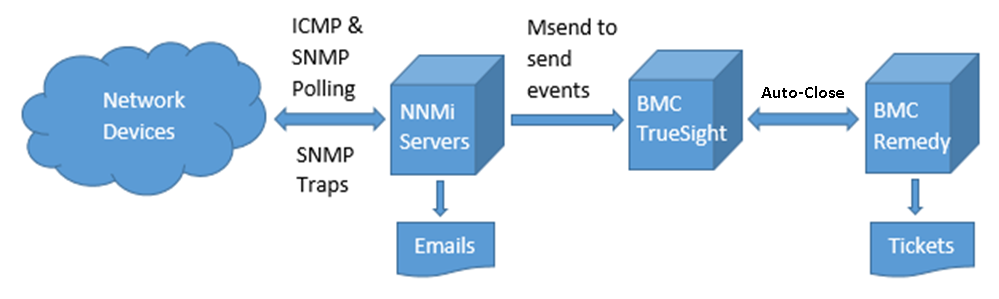 Network
Devices
ICMP &
SNMP
Polling
SNMP
Traps
NNMi
Servers
Emails
Msend to
send
events
BMC
TrueSight
Auto-Close
BMC
Remedy
Tickets